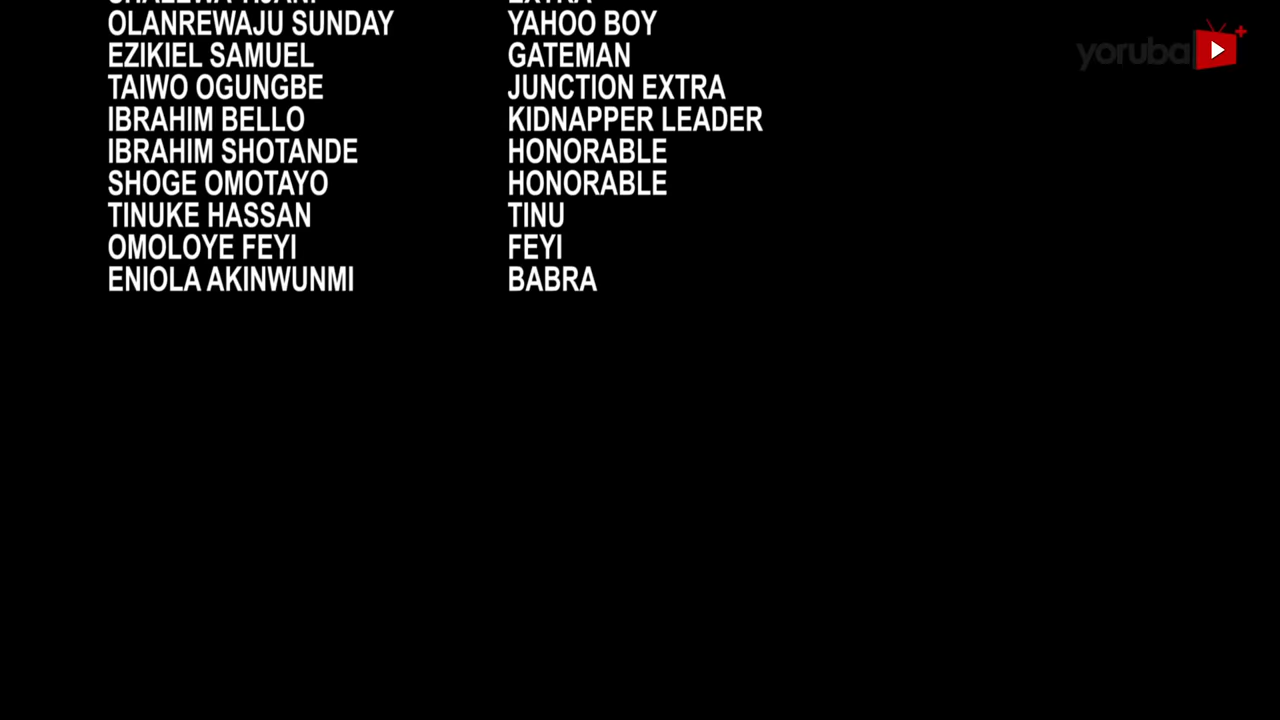 OLANREWAJU SUNDAY YAHOO BOY
EZIKIEL SAMUEL GATEMAN
TAIWO OGUNGBE JUNCTION EXTRA
IBRAHIM BELLO KIDNAPPER LEADER
IBRAHIM SHOTANDE HONORABLE
SHOGE OMOTAYO HONORABLE
TINUKE HASSAN TINU
OMOLOYE FEYI FEYI
ENIOLA AKINWUNMI BABRA
yoruba